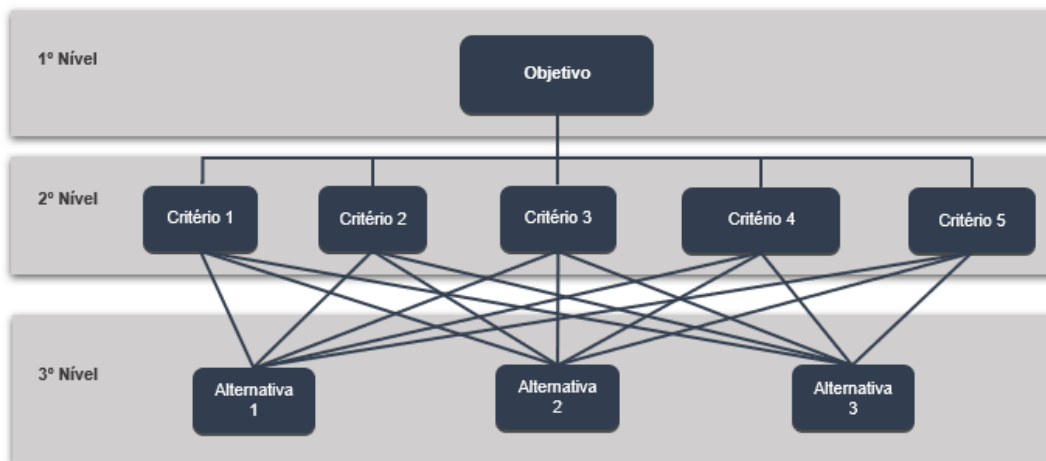 1º Nível
Objetivo
2º Nível
Critério 1
Critério 2
Critério 3
Critério 4
Critério 5
3º Nível
Alternativa
1
Alternativa
2
Alternativa
3